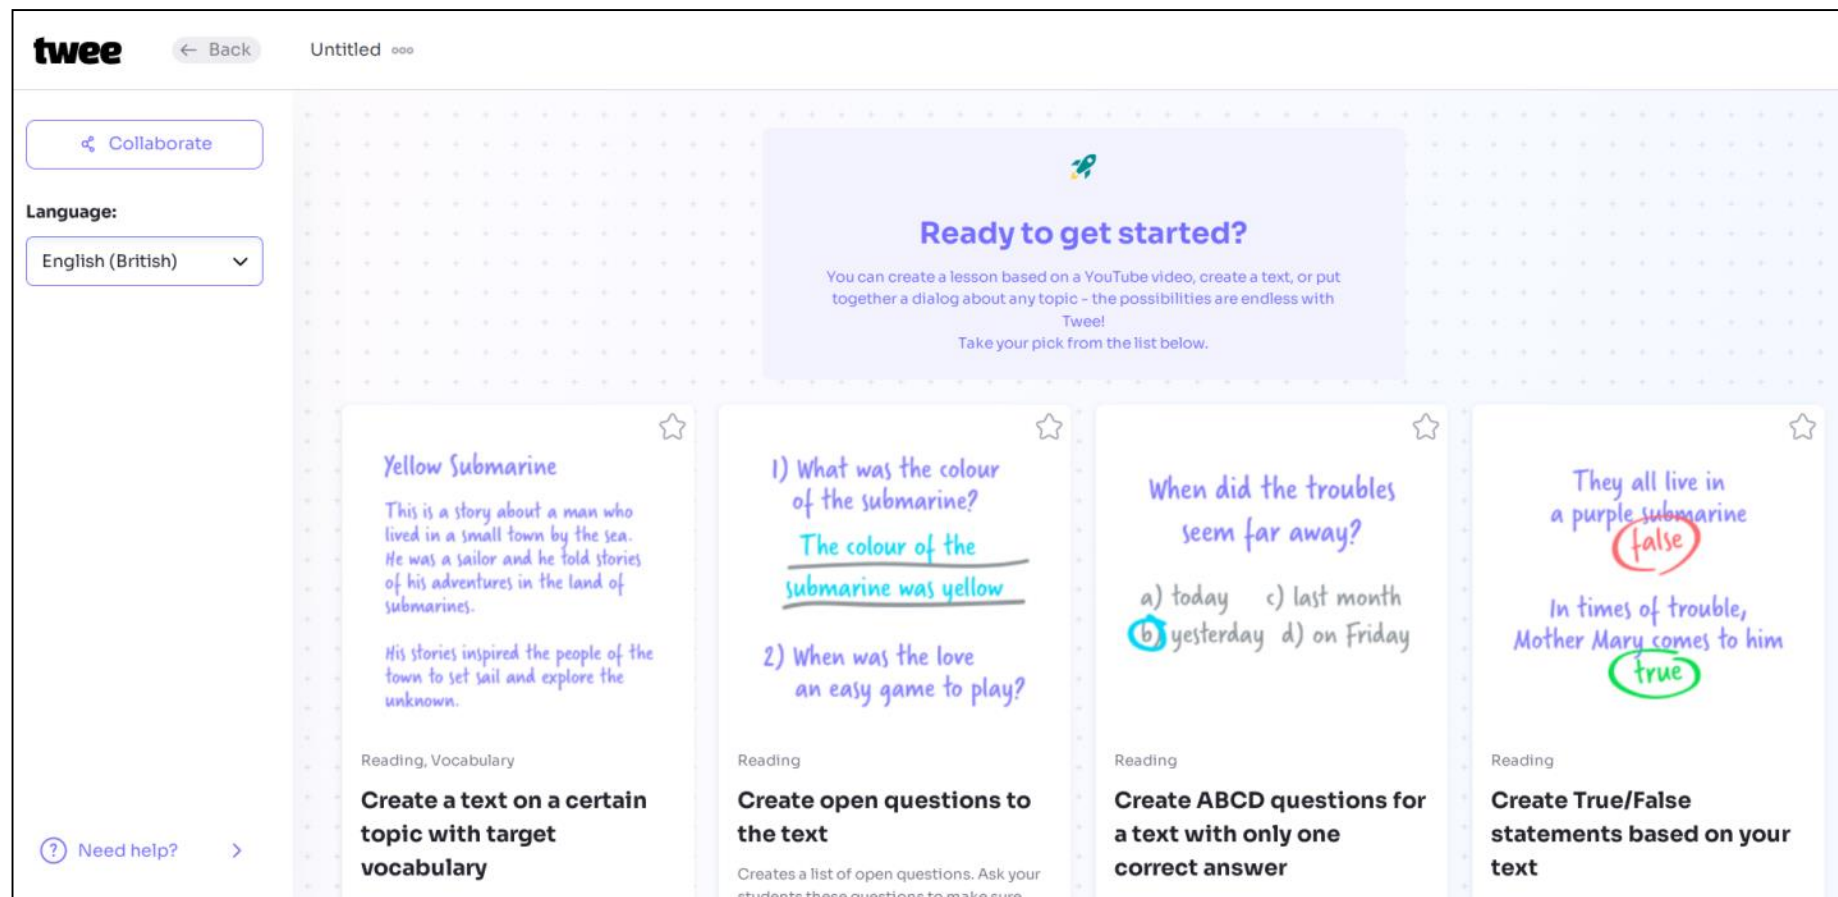 twee
← Back
Untitled
Collaborate
Language:
English (British)
Need help?
Ready to get started?
You can create a lesson based on a YouTube video, create a text, or put
together a dialog about any topic - the possibilities are endless with
Twee!
Take your pick from the list below.
Yellow Submarine
This is a story about a man who
lived in a small town by the sea.
He was a sailor and he told stories
of his adventures in the land of
submarines.
His stories inspired the people of the
town to set sail and explore the
unknown.
Reading, Vocabulary
Create a text on a certain
topic with target
vocabulary
1) What was the colour
of the submarine?
The colour of the
submarine was yellow
2) When was the love
an easy game to play?
Reading
Create open questions to
the text
Creates a list of open questions. Ask your
students these questions to make sure
When did the troubles
seem far away?
a) today c) last month
b) yesterday d) on Friday
Reading
Create ABCD questions for
a text with only one
correct answer
They all live in
a purple submarine
false
In times of trouble,
Mother Mary comes to him
true
Reading
Create True/False
statements based on your
text